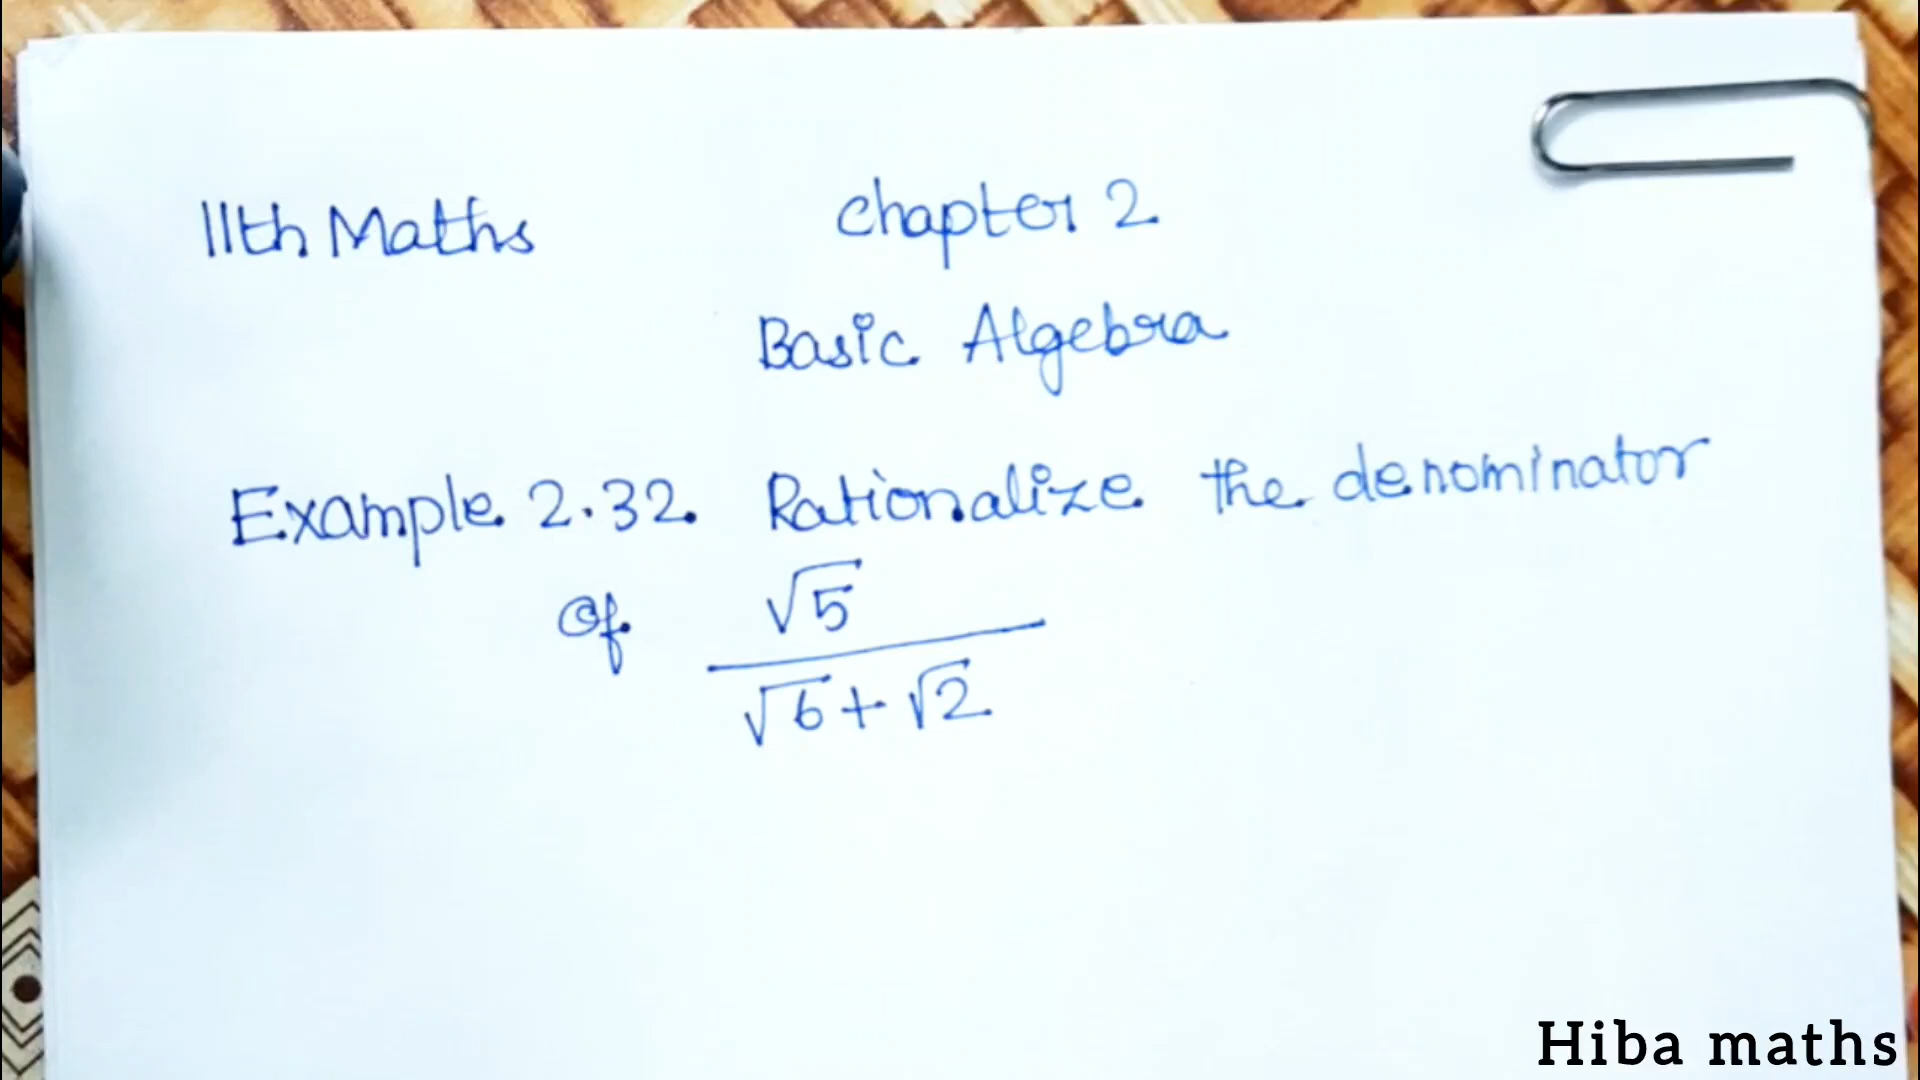 11th Maths Chapter 2
Basic Algebra
Example 2.32 Rationalize the denominator
of √5
√6+√2
Hiba maths